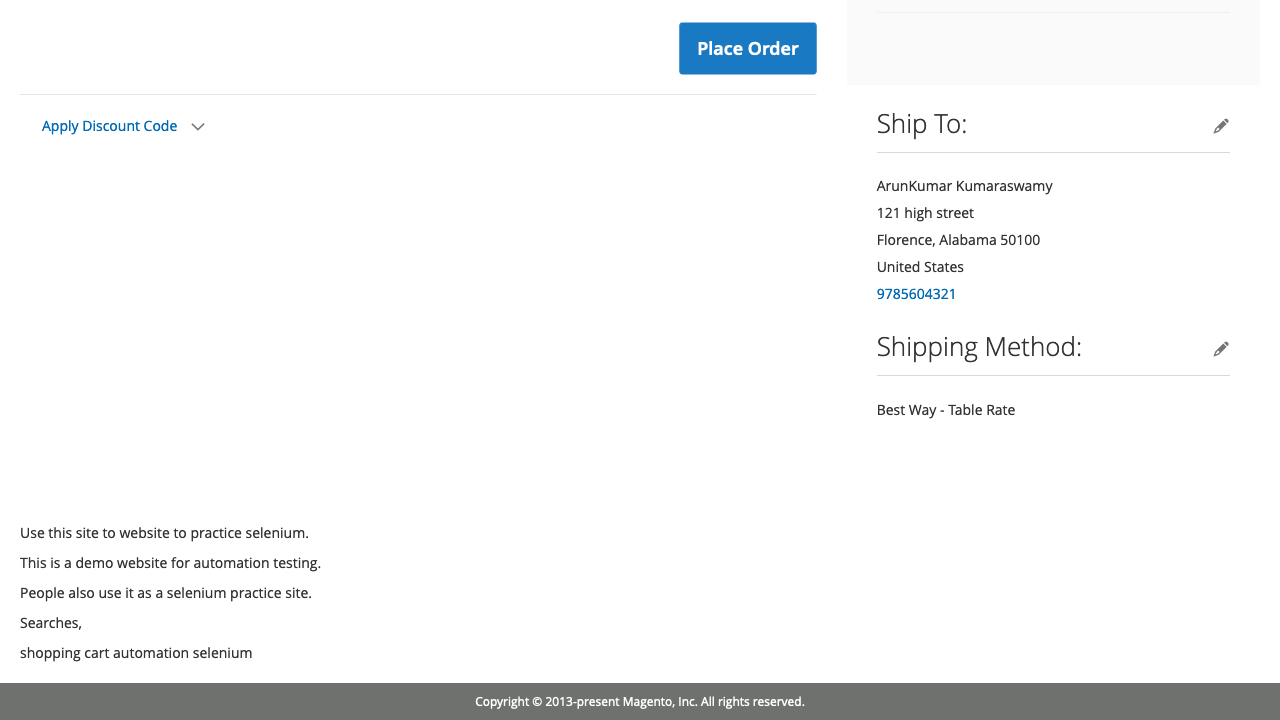 Place Order
Apply Discount Code
Ship To:
ArunKumar Kumaraswamy
121 high street
Florence, Alabama 50100
United States
9785604321
Shipping Method:
Best Way - Table Rate
Use this site to website to practice selenium.
This is a demo website for automation testing.
People also use it as a selenium practice site.
Searches,
shopping cart automation selenium
Copyright © 2013-present Magento, Inc. All rights reserved.